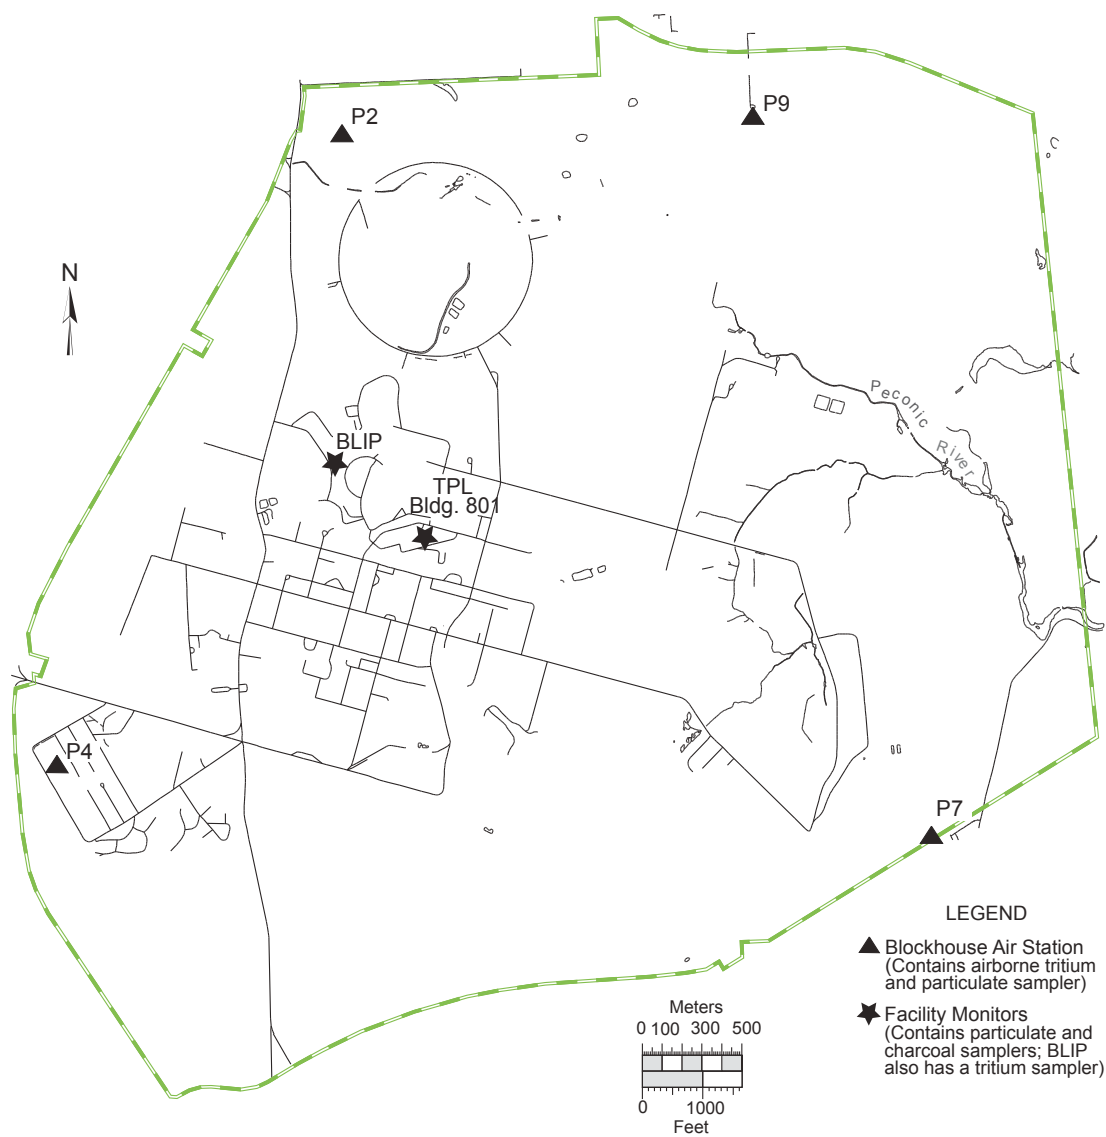 P2
P9
N
Peconic
River
BLIP
TPL
Bldg. 801
P4
P7
LEGEND
Blockhouse Air Station
(Contains airborne tritium
and particulate sampler)
Facility Monitors
(Contains particulate and
charcoal samplers; BLIP
also has a tritium sampler)
Meters
0 100 300 500
0 1000
Feet